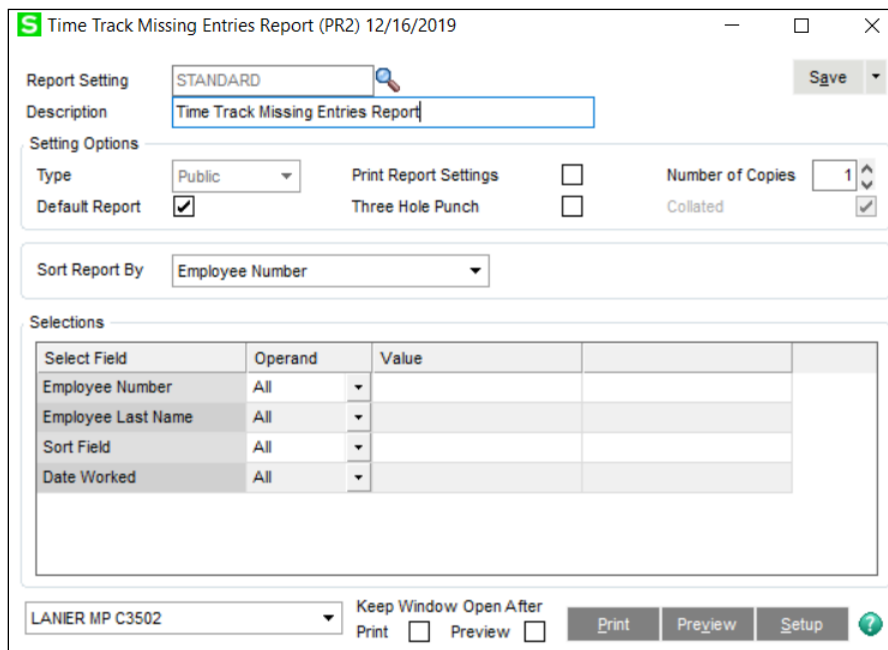 S Time Track Missing Entries Report (PR2) 12/16/2019
Report Setting STANDARD Save
Description Time Track Missing Entries Report
Setting Options
Type Public Print Report Settings Number of Copies 1
Default Report Three Hole Punch Collated
Sort Report By Employee Number
Selections
Select Field Operand Value
Employee Number All
Employee Last Name All
Sort Field All
Date Worked All
Keep Window Open After
LANIER MP C3502 Print Preview Print Preview Setup ?